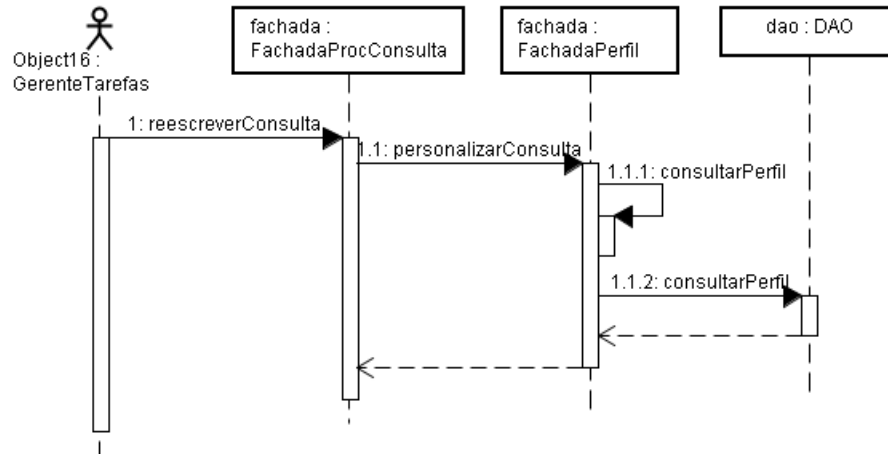 Object16 :
GerenteTarefas
fachada :
FachadaProcConsulta
fachada :
FachadaPerfil
dao : DAO
1: reescreverConsulta
1.1: personalizarConsulta
1.1.1: consultarPerfil
1.1.2: consultarPerfil